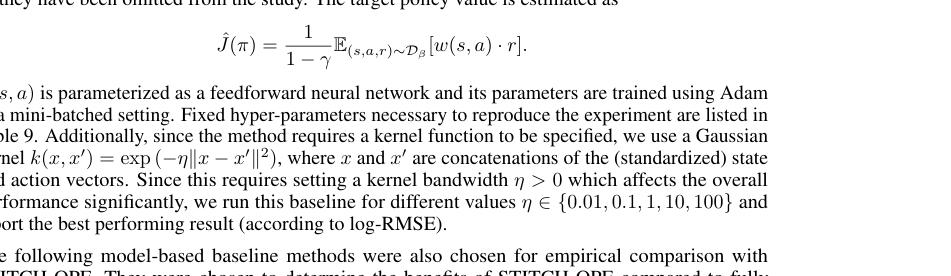 they have been omitted from the study. The target policy value is estimated as
Ĵ(π) = 1/(1 − γ) 𝔼_{(s,a,r)∼𝒟_β}[w(s, a) · r].
s, a) is parameterized as a feedforward neural network and its parameters are trained using Adam
a mini-batched setting. Fixed hyper-parameters necessary to reproduce the experiment are listed in
ble 9. Additionally, since the method requires a kernel function to be specified, we use a Gaussian
rnel k(x, x′) = exp (−η‖x − x′‖²), where x and x′ are concatenations of the (standardized) state
d action vectors. Since this requires setting a kernel bandwidth η > 0 which affects the overall
rformance significantly, we run this baseline for different values η ∈ {0.01, 0.1, 1, 10, 100} and
port the best performing result (according to log-RMSE).
e following model-based baseline methods were also chosen for empirical comparison with
TITCH-OPE. They were chosen to determine the benefits of STITCH-OPE compared to fully